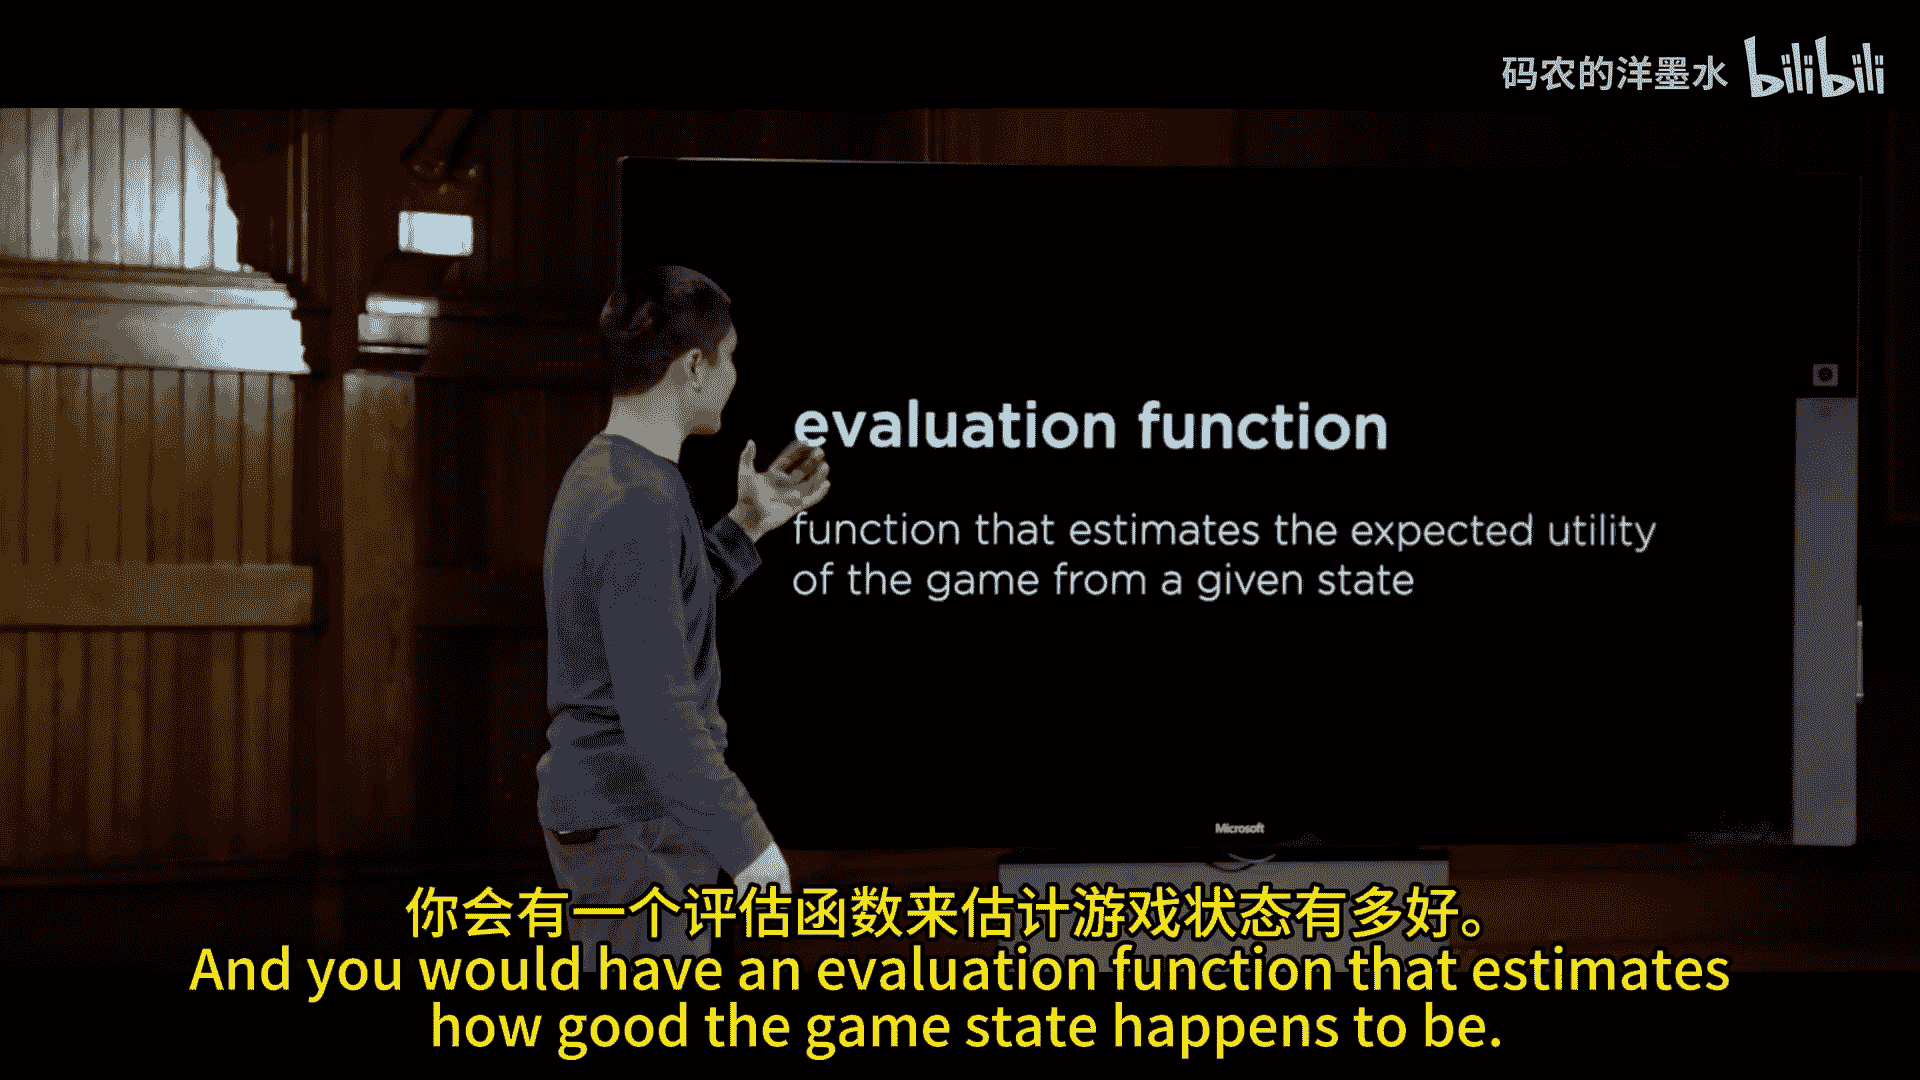 码农的洋墨水 bilibili
evaluation function
function that estimates the expected utility
of the game from a given state
Microsoft
你会有一个评估函数来估计游戏状态有多好。
And you would have an evaluation function that estimates
how good the game state happens to be.